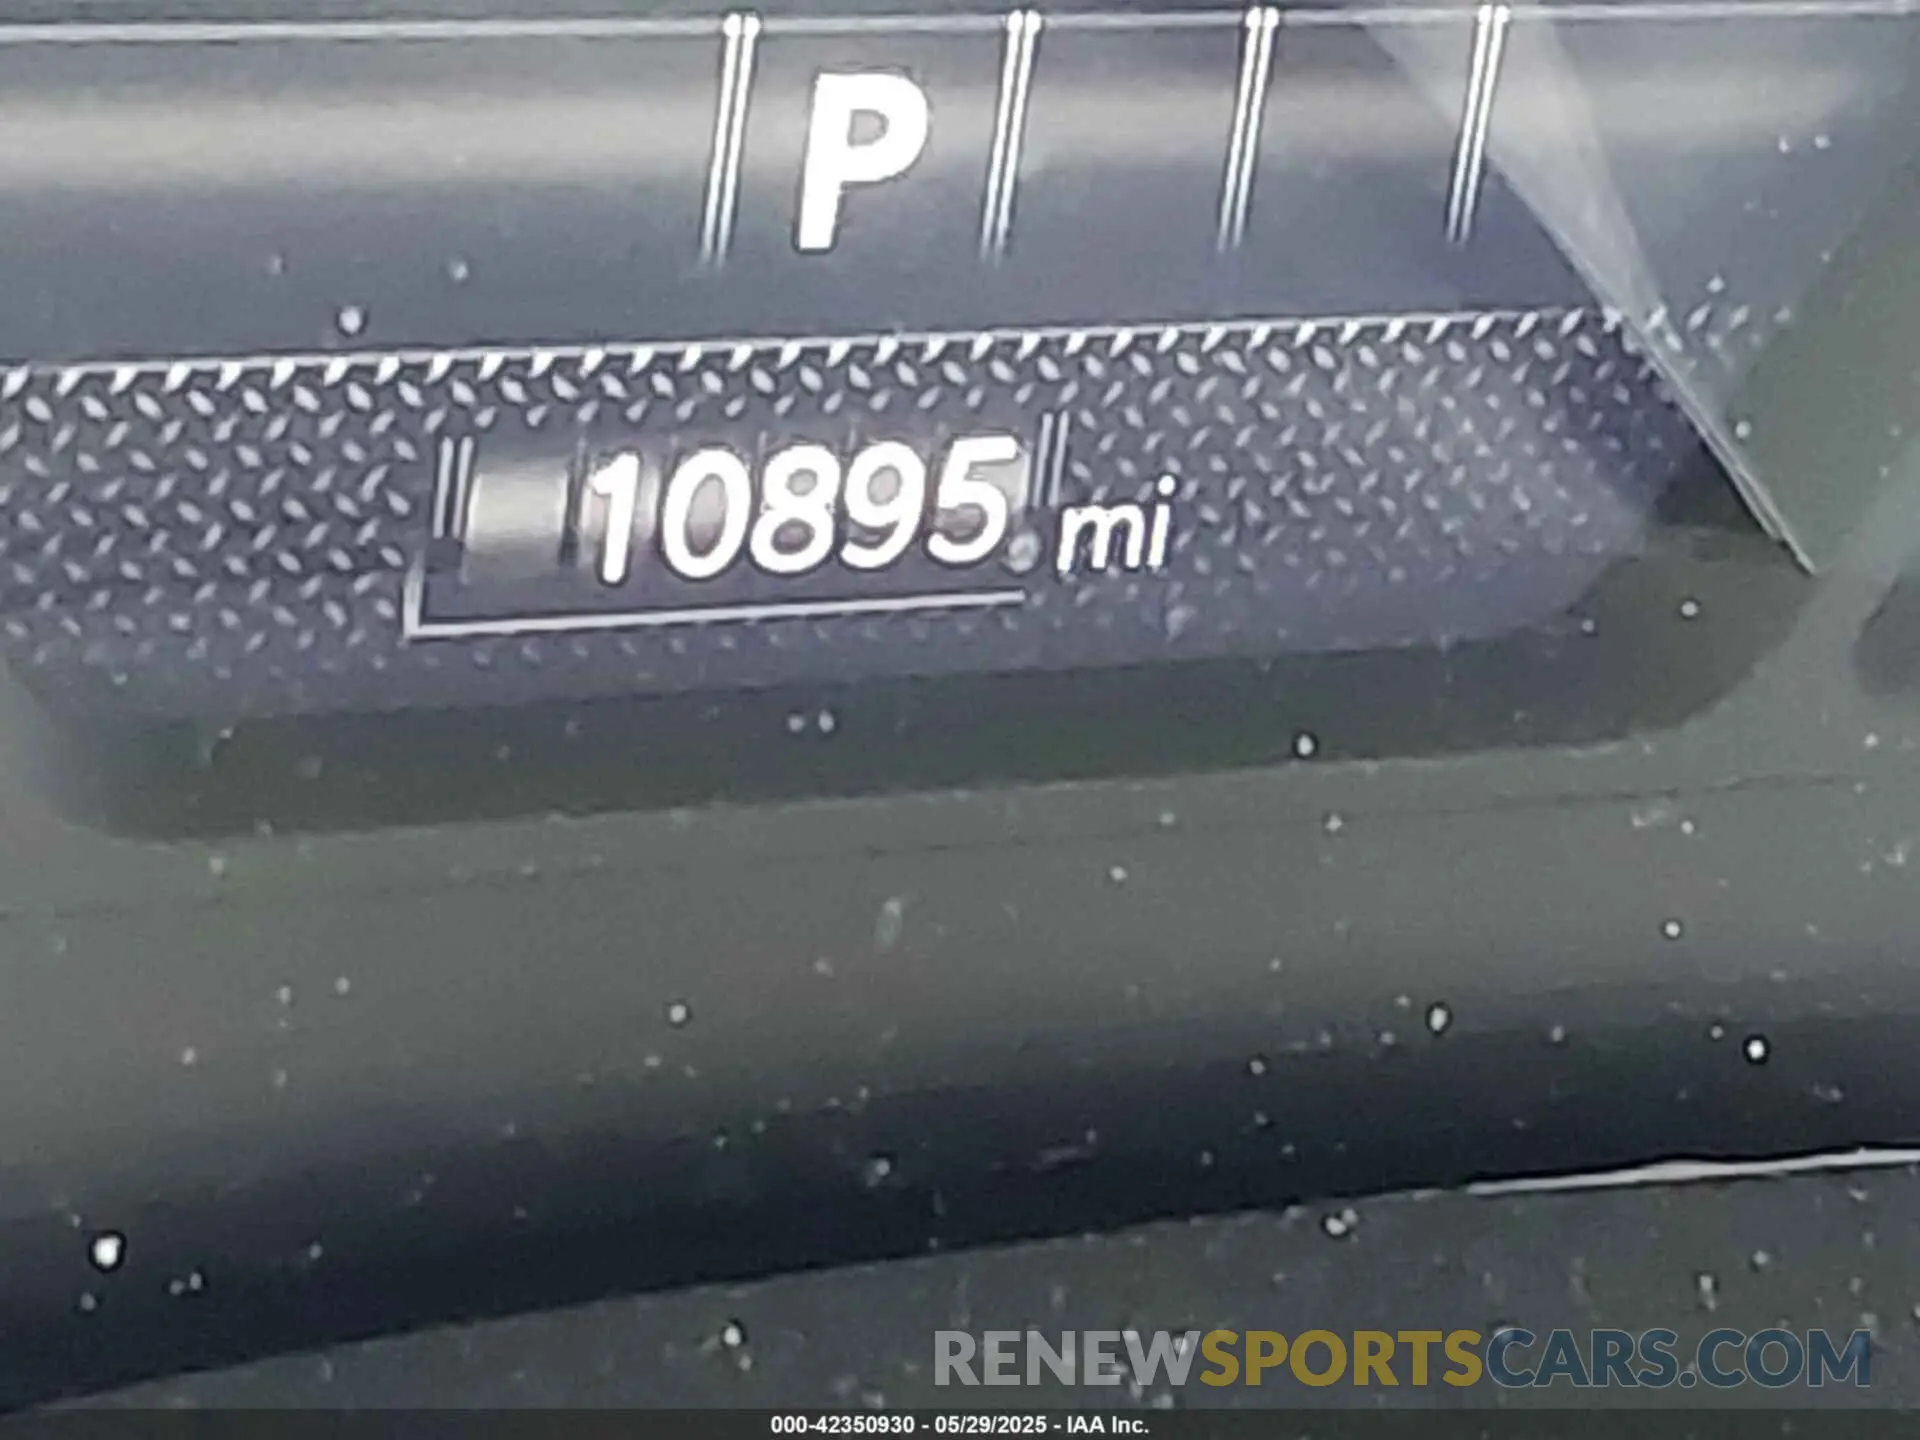 P
10895 mi
RENEWSPORTSCARS.COM
000-42350930 - 05/29/2025 - IAA Inc.